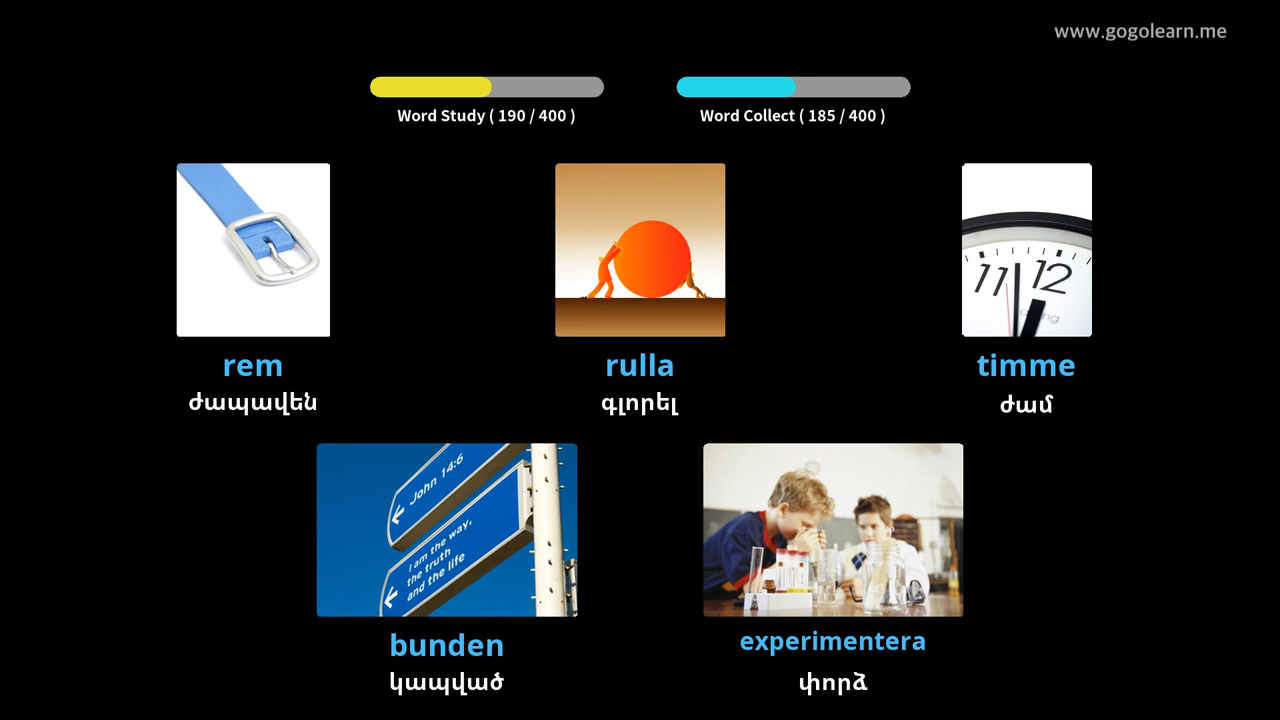 www.gogolearn.me
Word Study ( 190 / 400 )
Word Collect ( 185 / 400 )
11 12
rem
rulla
timme
ժապավեն
գլորել
ժամ
John 14:6
I am the way,
the truth
and the life
bunden
experimentera
կապված
փորձ